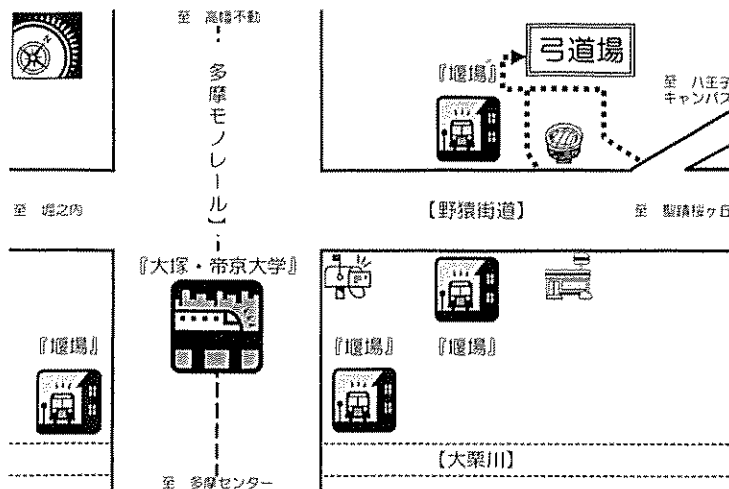 至 高幡不動
多摩モノレール】
『堰場』
弓道場
至 八王子
キャンパス
至 堀之内
【野猿街道】
至 聖蹟桜ヶ丘
『大塚・帝京大学』
『堰場』
『堰場』
『堰場』
【大栗川】
至 多摩センター